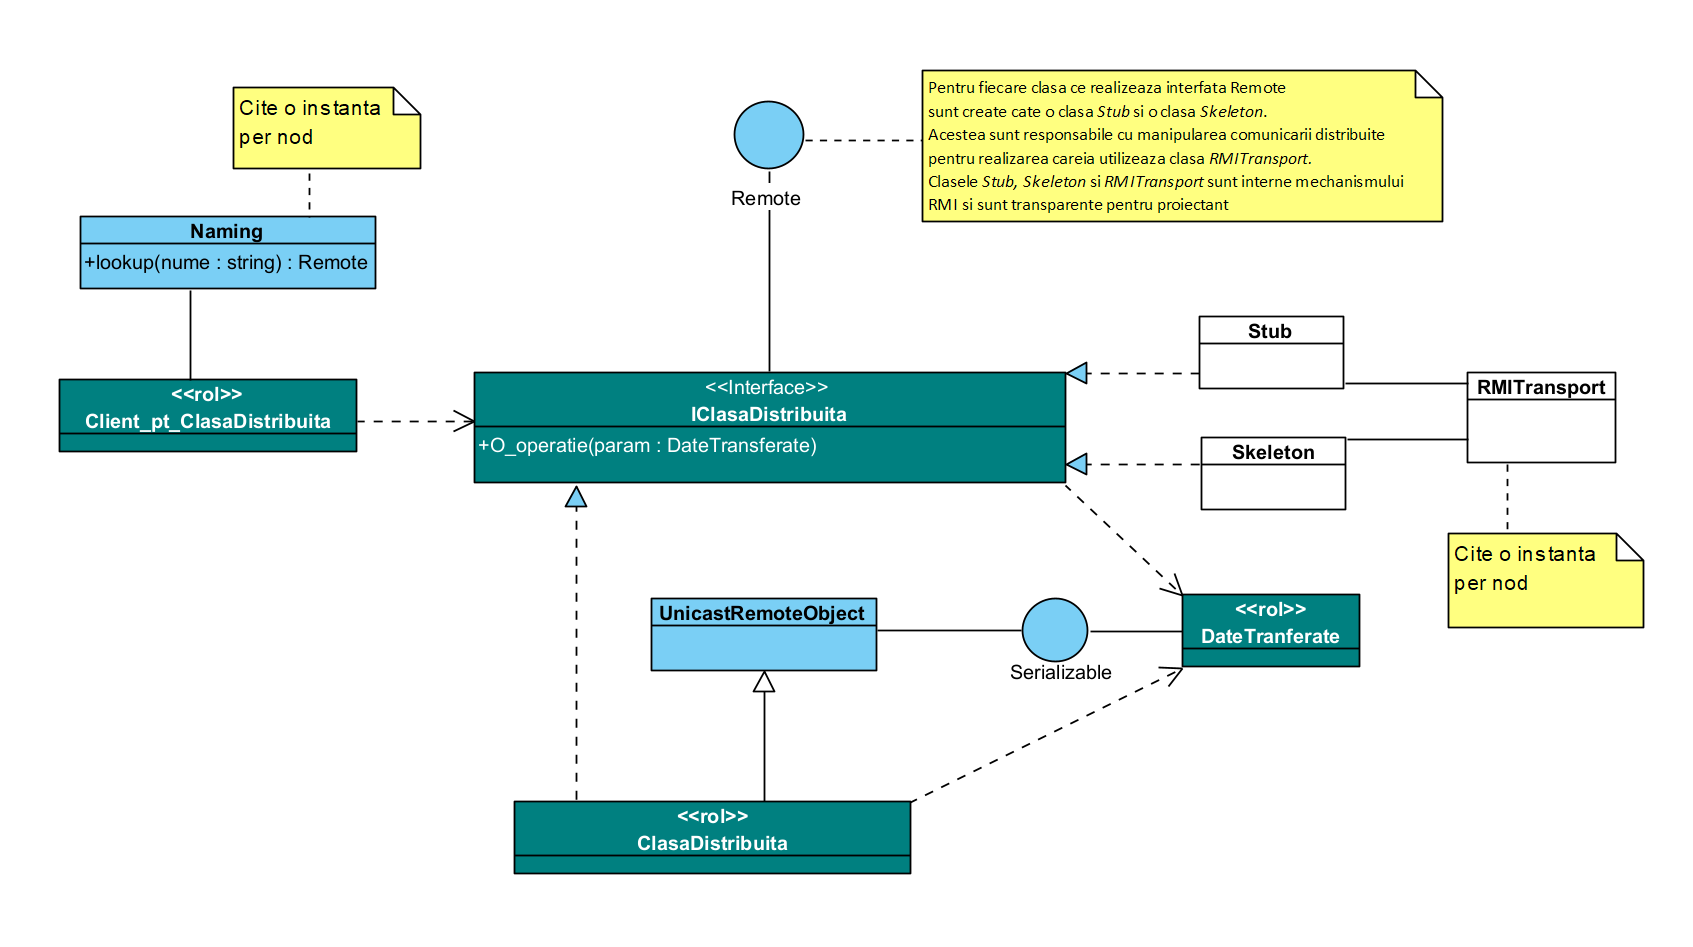 Cite o instanta
per nod
Naming
+lookup(nume : string) : Remote
<<rol>>
Client_pt_ClasaDistribuita
Remote
Pentru fiecare clasa ce realizeaza interfata Remote
sunt create cate o clasa Stub si o clasa Skeleton.
Acestea sunt responsabile cu manipularea comunicarii distribuite
pentru realizarea careia utilizeaza clasa RMITransport.
Clasele Stub, Skeleton si RMITransport sunt interne mechanismului
RMI si sunt transparente pentru proiectant
<<Interface>>
IClasaDistribuita
+O_operatie(param : DateTransferate)
Stub
Skeleton
RMITransport
Cite o instanta
per nod
UnicastRemoteObject
Serializable
<<rol>>
DateTranferate
<<rol>>
ClasaDistribuita